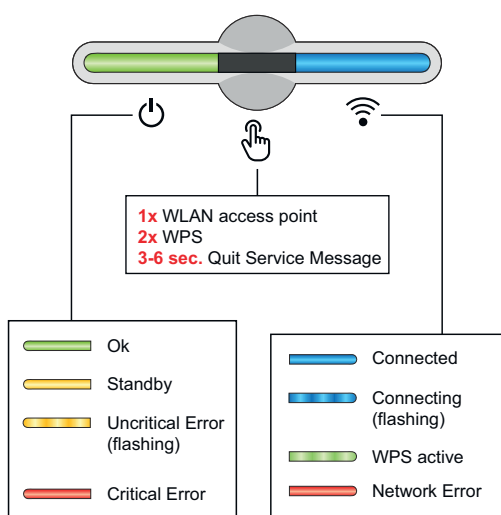 1x WLAN access point
2x WPS
3-6 sec. Quit Service Message
Ok
Standby
Uncritical Error
(flashing)
Critical Error
Connected
Connecting
(flashing)
WPS active
Network Error